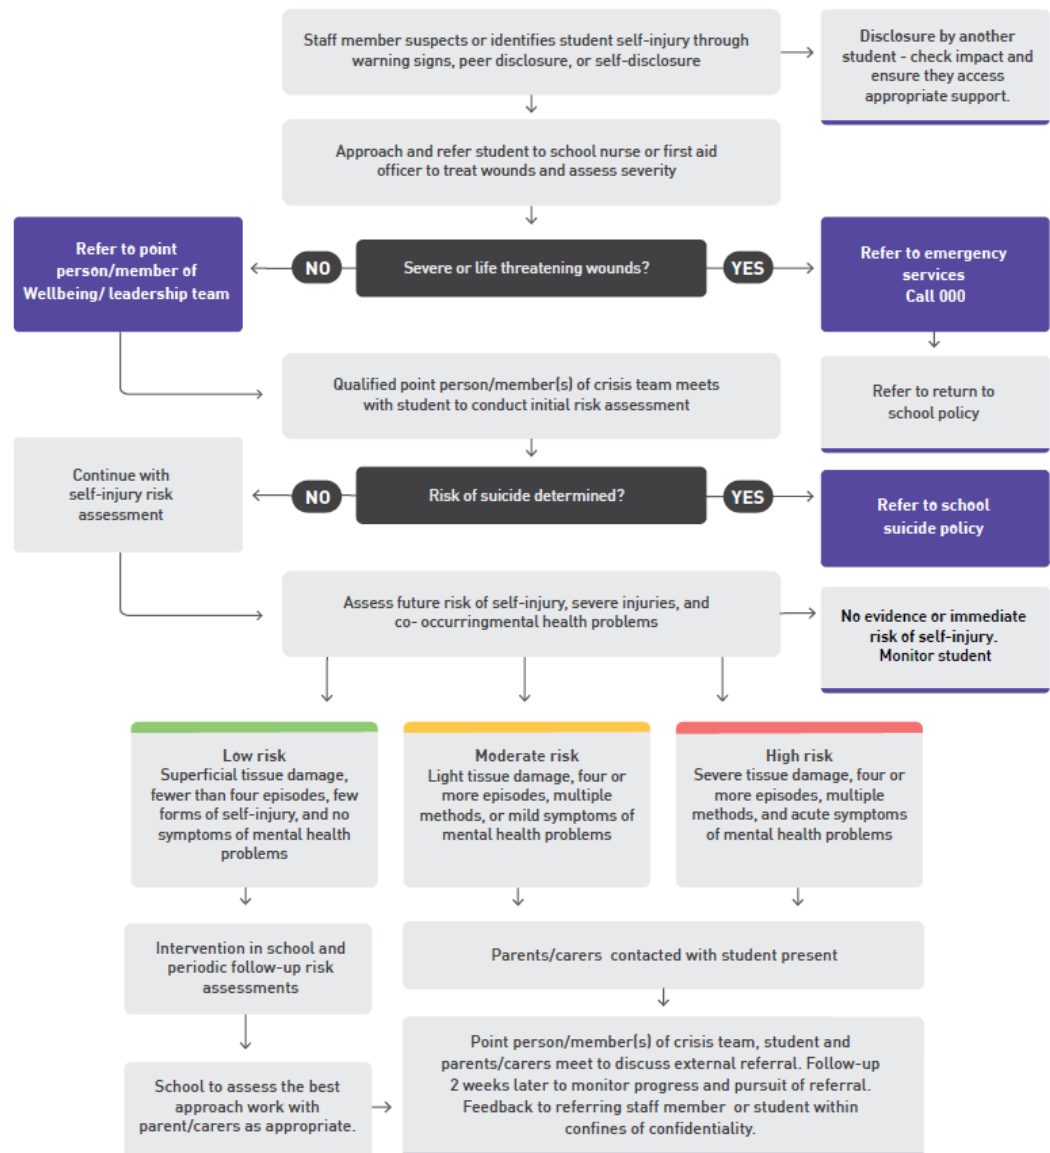 Staff member suspects or identifies student self-injury through
warning signs, peer disclosure, or self-disclosure
Disclosure by another
student - check impact and
ensure they access
appropriate support.
Approach and refer student to school nurse or first aid
officer to treat wounds and assess severity
Refer to point
person/member of
Wellbeing/ leadership team
NO
Severe or life threatening wounds?
YES
Refer to emergency
services
Call 000
Qualified point person/member(s) of crisis team meets
with student to conduct initial risk assessment
Refer to return to
school policy
Continue with
self-injury risk
assessment
NO
Risk of suicide determined?
YES
Refer to school
suicide policy
Assess future risk of self-injury, severe injuries, and
co- occurringmental health problems
No evidence or immediate
risk of self-injury.
Monitor student
Low risk
Superficial tissue damage,
fewer than four episodes, few
forms of self-injury, and no
symptoms of mental health
problems
Moderate risk
Light tissue damage, four or
more episodes, multiple
methods, or mild symptoms of
mental health problems
High risk
Severe tissue damage, four or
more episodes, multiple
methods, and acute symptoms
of mental health problems
Intervention in school and
periodic follow-up risk
assessments
Parents/carers contacted with student present
School to assess the best
approach work with
parent/carers as appropriate.
Point person/member(s) of crisis team, student and
parents/carers meet to discuss external referral. Follow-up
2 weeks later to monitor progress and pursuit of referral.
Feedback to referring staff member or student within
confines of confidentiality.